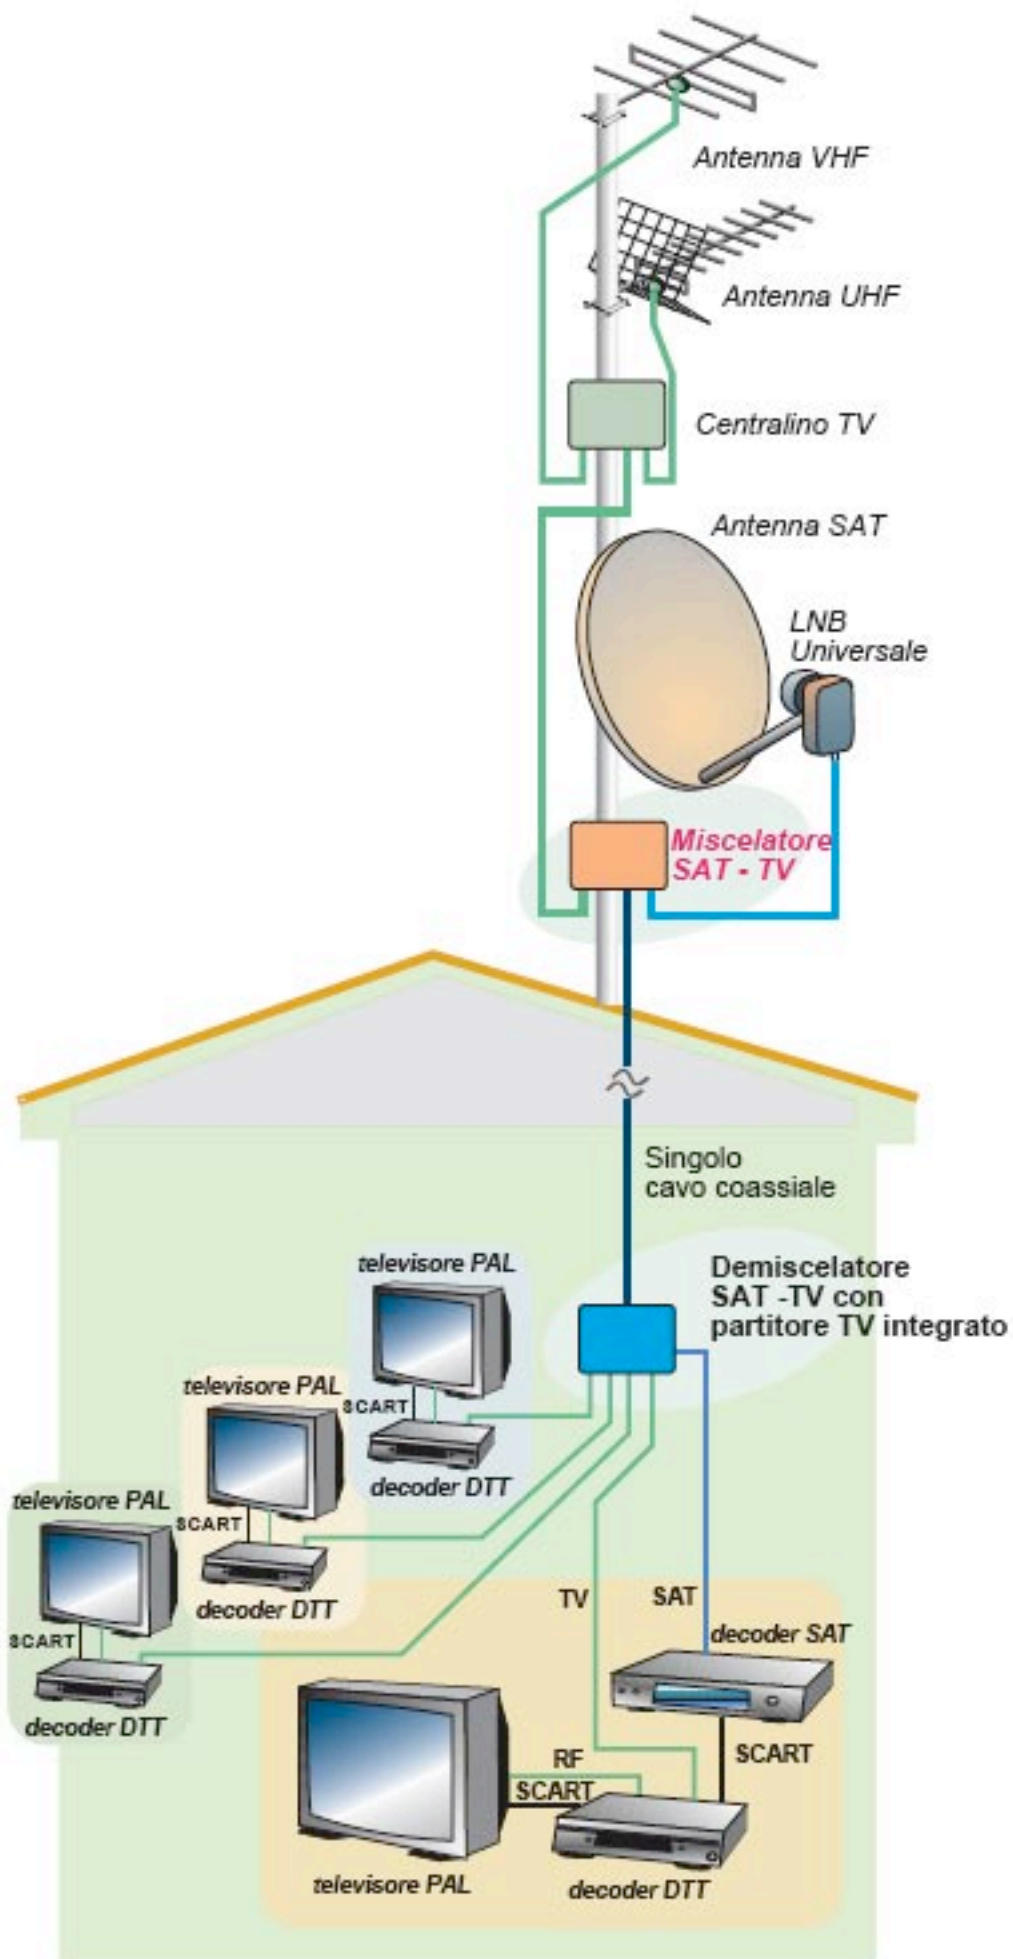 Antenna VHF
Antenna UHF
Centralino TV
Antenna SAT
LNB
Universale
Miscelatore
SAT - TV
Singolo
cavo coassiale
televisore PAL
Demiscelatore
SAT -TV con
partitore TV integrato
televisore PAL
SCART
decoder DTT
televisore PAL
SCART
decoder DTT
SCART
decoder DTT
TV
SAT
decoder SAT
SCART
RF
SCART
televisore PAL
decoder DTT